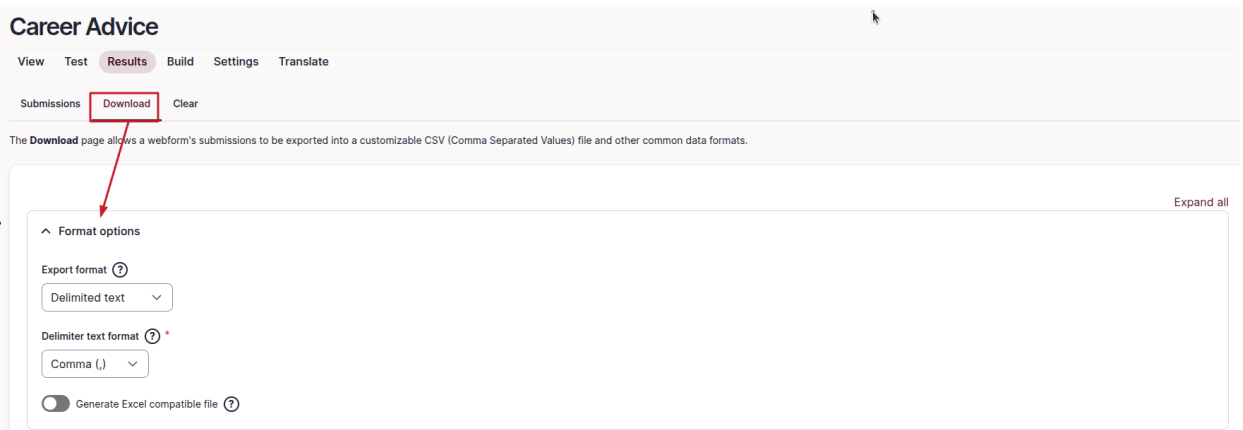 Career Advice
View Test Results Build Settings Translate
Submissions Download Clear
The Download page allows a webform's submissions to be exported into a customizable CSV (Comma Separated Values) file and other common data formats.
Expand all
Format options
Export format ?
Delimited text
Delimiter text format ? *
Comma (,)
Generate Excel compatible file ?